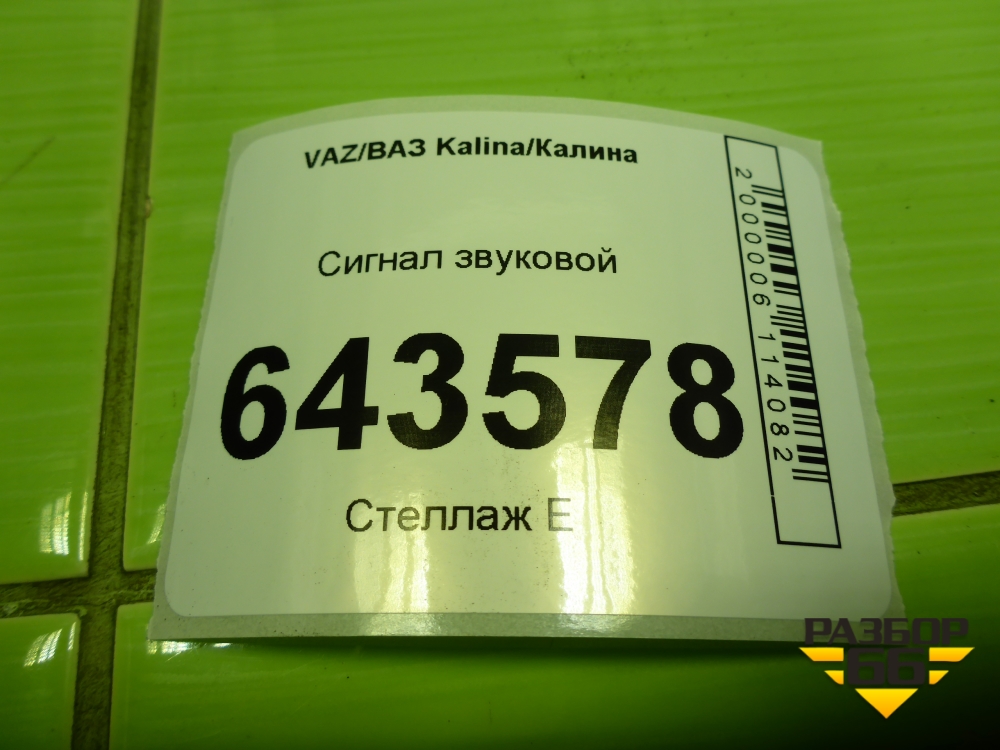 VAZ/ВАЗ Kalina/Калина
Сигнал звуковой
643578
Стеллаж E
2000006114082
РАЗБОР
66